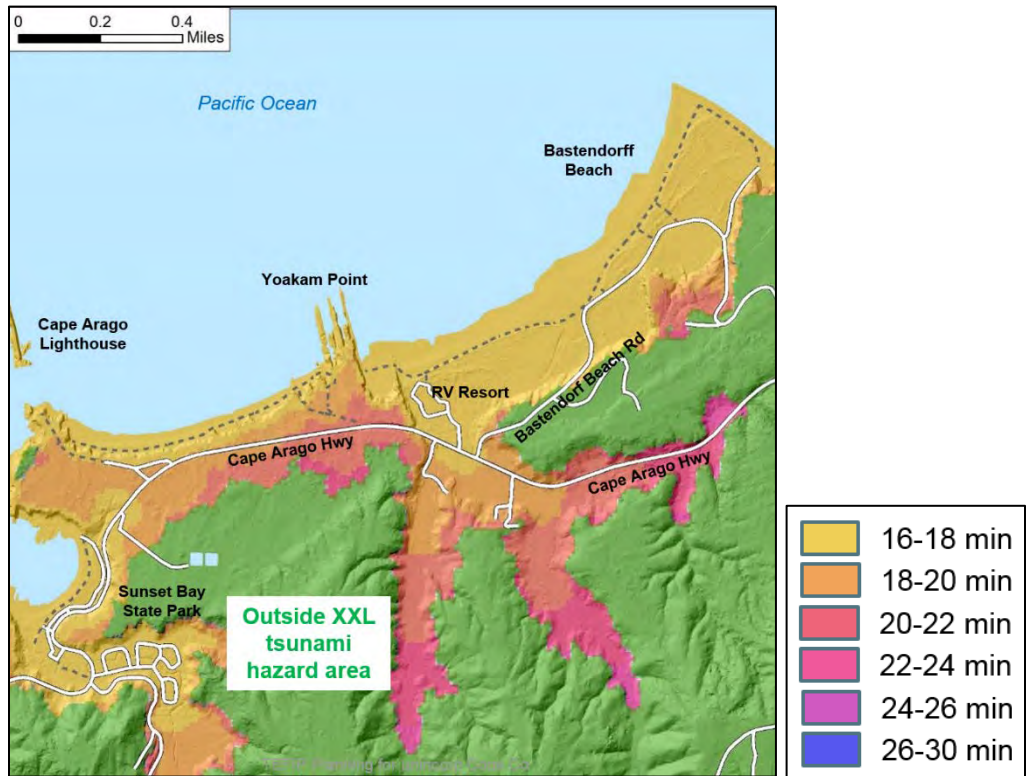 0 0.2 0.4
Miles
Pacific Ocean
Bastendorff
Beach
Yoakam Point
Cape Arago
Lighthouse
RV Resort
Bastendorf Beach Rd
Cape Arago Hwy
Cape Arago Hwy
Sunset Bay
State Park
Outside XXL
tsunami
hazard area
16-18 min
18-20 min
20-22 min
22-24 min
24-26 min
26-30 min